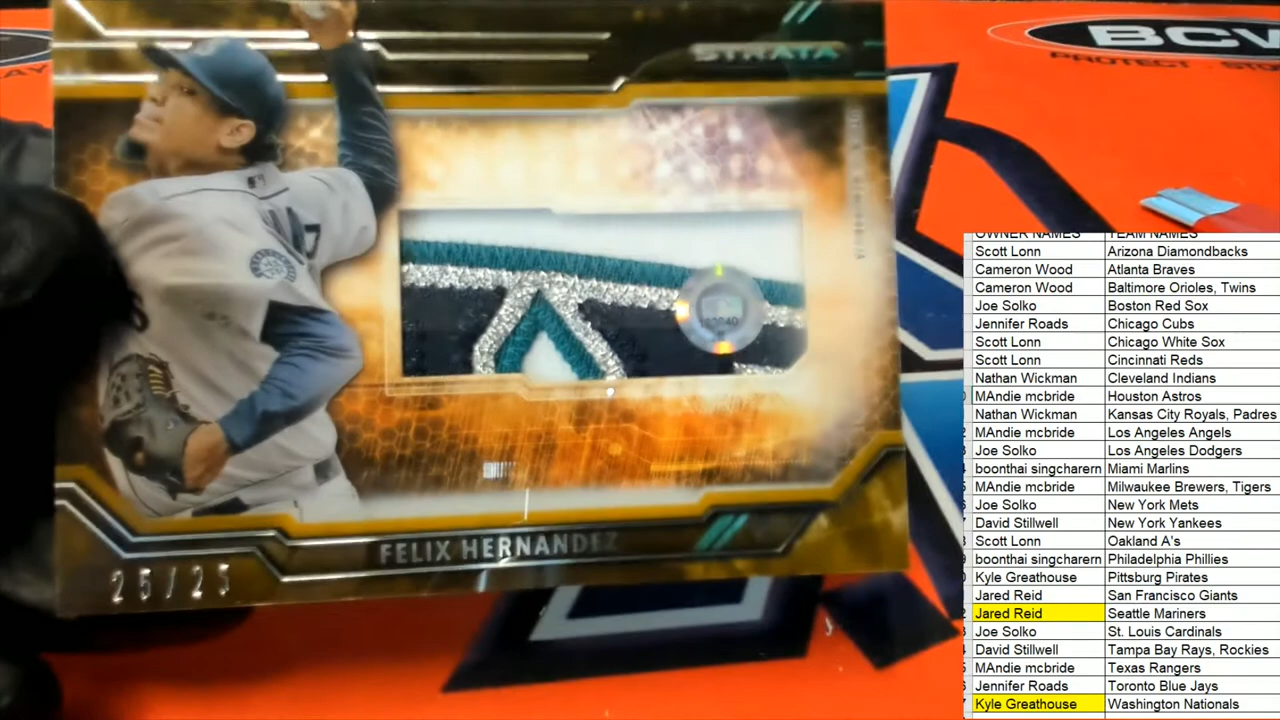 STRATA
BCW
PROTECT
FELIX HERNANDEZ
25/25
OWNER NAMES TEAM NAMES
Scott Lonn Arizona Diamondbacks
Cameron Wood Atlanta Braves
Cameron Wood Baltimore Orioles, Twins
Joe Solko Boston Red Sox
Jennifer Roads Chicago Cubs
Scott Lonn Chicago White Sox
Scott Lonn Cincinnati Reds
Nathan Wickman Cleveland Indians
MAndie mcbride Houston Astros
Nathan Wickman Kansas City Royals, Padres
MAndie mcbride Los Angeles Angels
Joe Solko Los Angeles Dodgers
boonthai singcharern Miami Marlins
MAndie mcbride Milwaukee Brewers, Tigers
Joe Solko New York Mets
David Stillwell New York Yankees
Scott Lonn Oakland A's
boonthai singcharern Philadelphia Phillies
Kyle Greathouse Pittsburg Pirates
Jared Reid San Francisco Giants
Jared Reid Seattle Mariners
Joe Solko St. Louis Cardinals
David Stillwell Tampa Bay Rays, Rockies
MAndie mcbride Texas Rangers
Jennifer Roads Toronto Blue Jays
Kyle Greathouse Washington Nationals